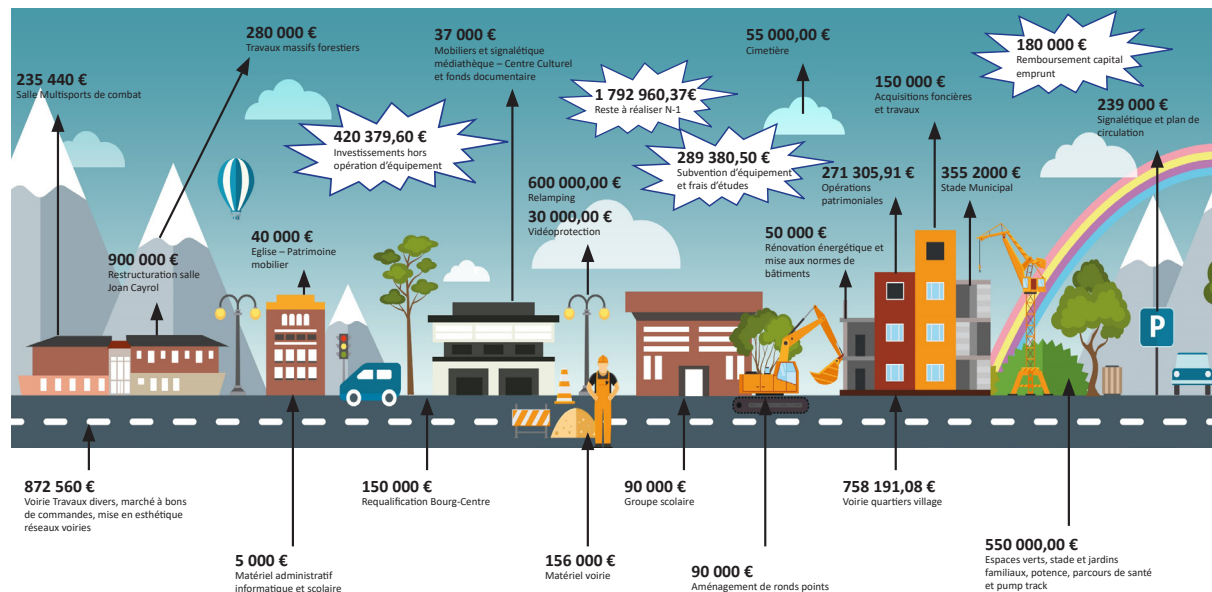 280 000 €
Travaux massifs forestiers
37 000 €
Mobiliers et signalétique
médiathèque – Centre Culturel
et fonds documentaire
55 000,00 €
Cimetière
180 000 €
Remboursement capital
emprunt
235 440 €
Salle Multisports de combat
1 792 960,37€
Reste à réaliser N-1
150 000 €
Acquisitions foncières
et travaux
239 000 €
Signalétique et plan de
circulation
420 379,60 €
Investissements hors
opération d'équipement
289 380,50 €
Subvention d'équipement
et frais d'études
271 305,91 €
Opérations
patrimoniales
355 2000 €
Stade Municipal
600 000,00 €
Relamping
30 000,00 €
Vidéoprotection
50 000 €
Rénovation énergétique et
mise aux normes de
bâtiments
40 000 €
Eglise – Patrimoine
mobilier
900 000 €
Restructuration salle
Joan Cayrol
P
872 560 €
Voirie Travaux divers, marché à bons
de commandes, mise en esthétique
réseaux voiries
150 000 €
Requalification Bourg-Centre
90 000 €
Groupe scolaire
758 191,08 €
Voirie quartiers village
5 000 €
Matériel administratif
informatique et scolaire
156 000 €
Matériel voirie
90 000 €
Aménagement de ronds points
550 000,00 €
Espaces verts, stade et jardins
familiaux, potence, parcours de santé
et pump track